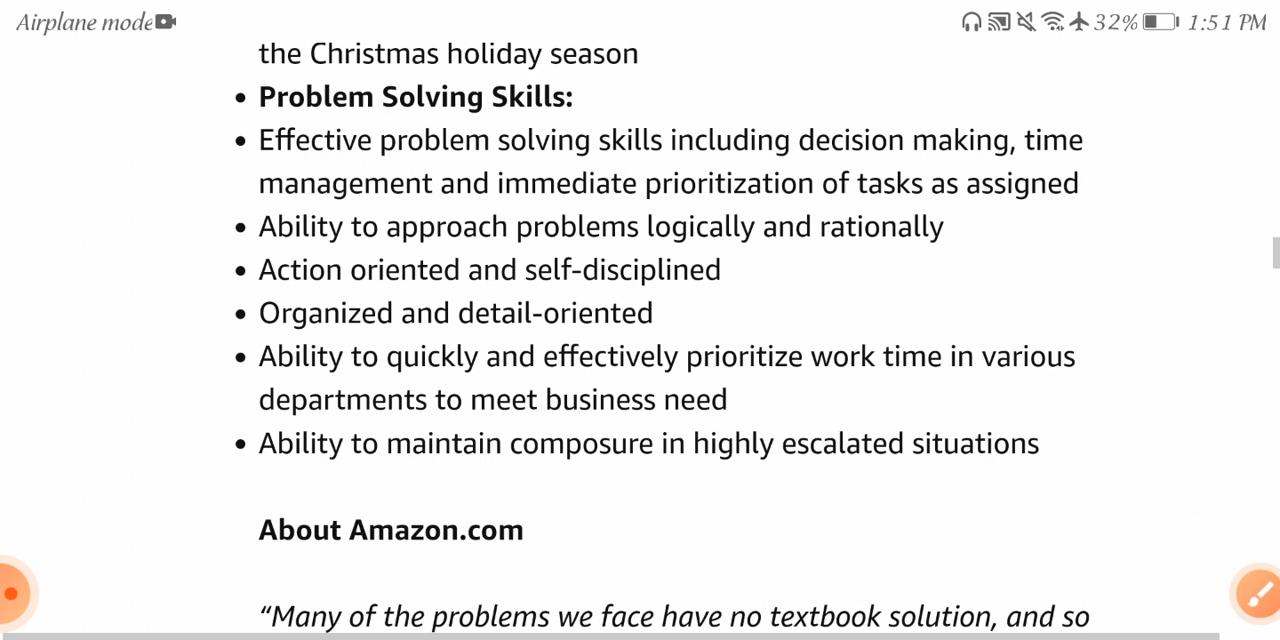 Airplane mode 32% 1:51 PM
the Christmas holiday season
• Problem Solving Skills:
• Effective problem solving skills including decision making, time
management and immediate prioritization of tasks as assigned
• Ability to approach problems logically and rationally
• Action oriented and self-disciplined
• Organized and detail-oriented
• Ability to quickly and effectively prioritize work time in various
departments to meet business need
• Ability to maintain composure in highly escalated situations
About Amazon.com
“Many of the problems we face have no textbook solution, and so